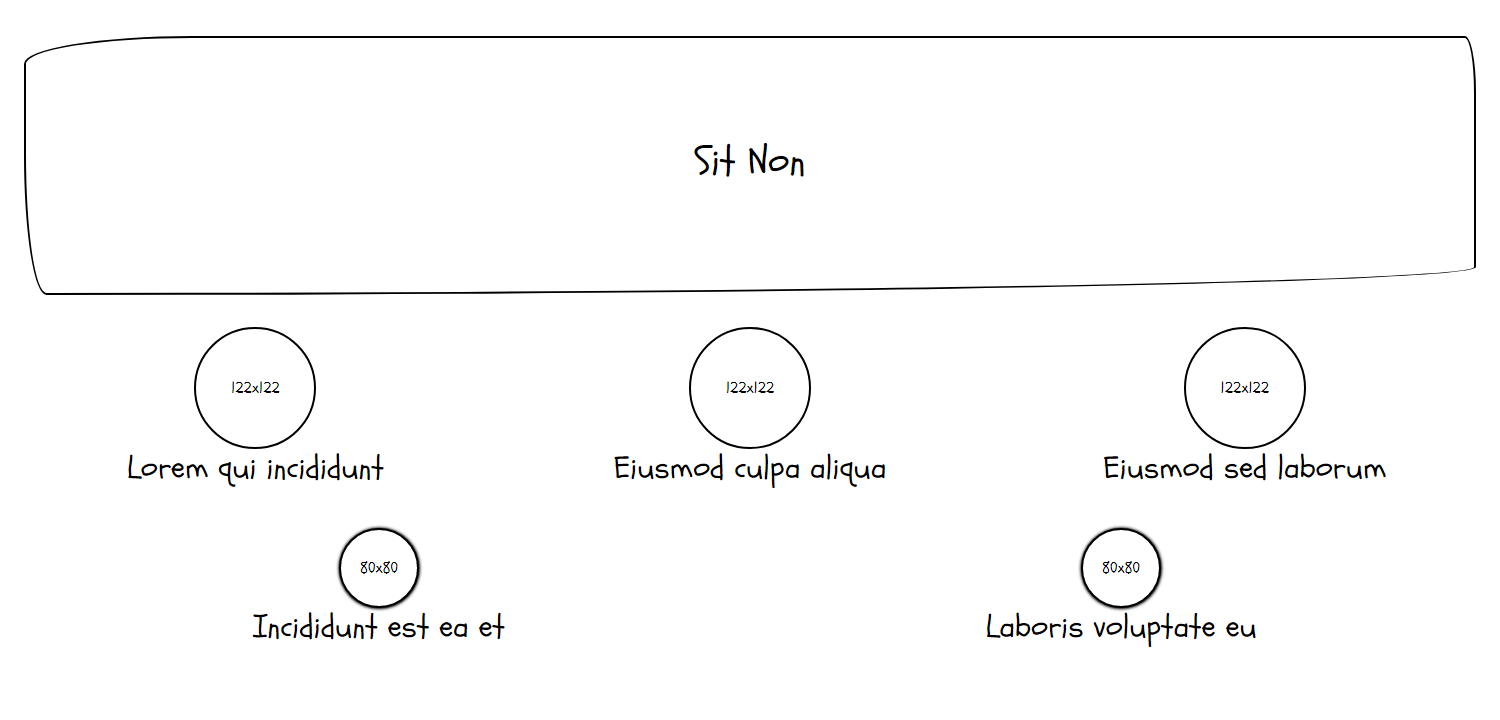 Sit Non
122x122
122x122
122x122
Lorem qui incididunt
Eiusmod culpa aliqua
Eiusmod sed laborum
80x80
80x80
Incididunt est ea et
Laboris voluptate eu